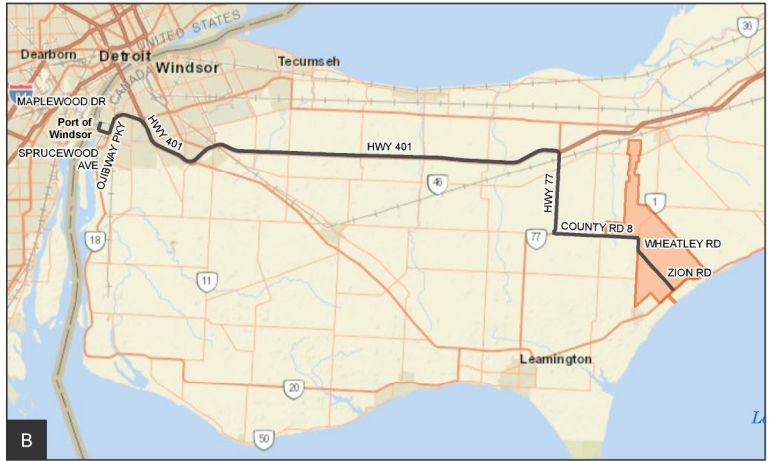 36
UNITED STATES
Dearborn
Detroit
Windsor
Tecumseh
CANADA
MAPLEWOOD DR
Port of
Windsor
SPRUCEWOOD
AVE
OJIBWAY PKY
HWY 401
HWY 401
46
HWY 77
1
COUNTY RD 8
77
18
WHEATLEY RD
ZION RD
11
Leamington
20
50
B